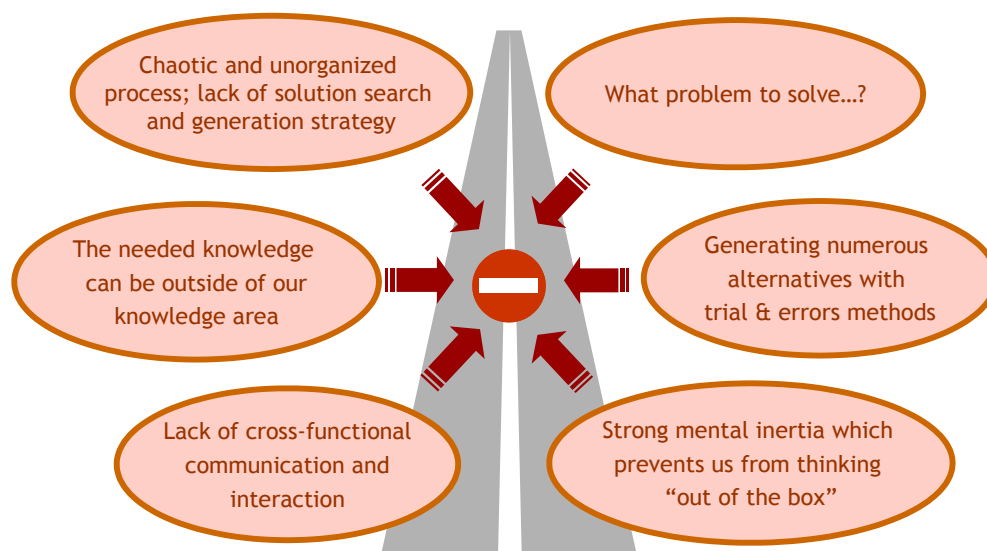 Chaotic and unorganized
process; lack of solution search
and generation strategy
What problem to solve...?
The needed knowledge
can be outside of our
knowledge area
Generating numerous
alternatives with
trial & errors methods
Lack of cross-functional
communication and
interaction
Strong mental inertia which
prevents us from thinking
“out of the box”